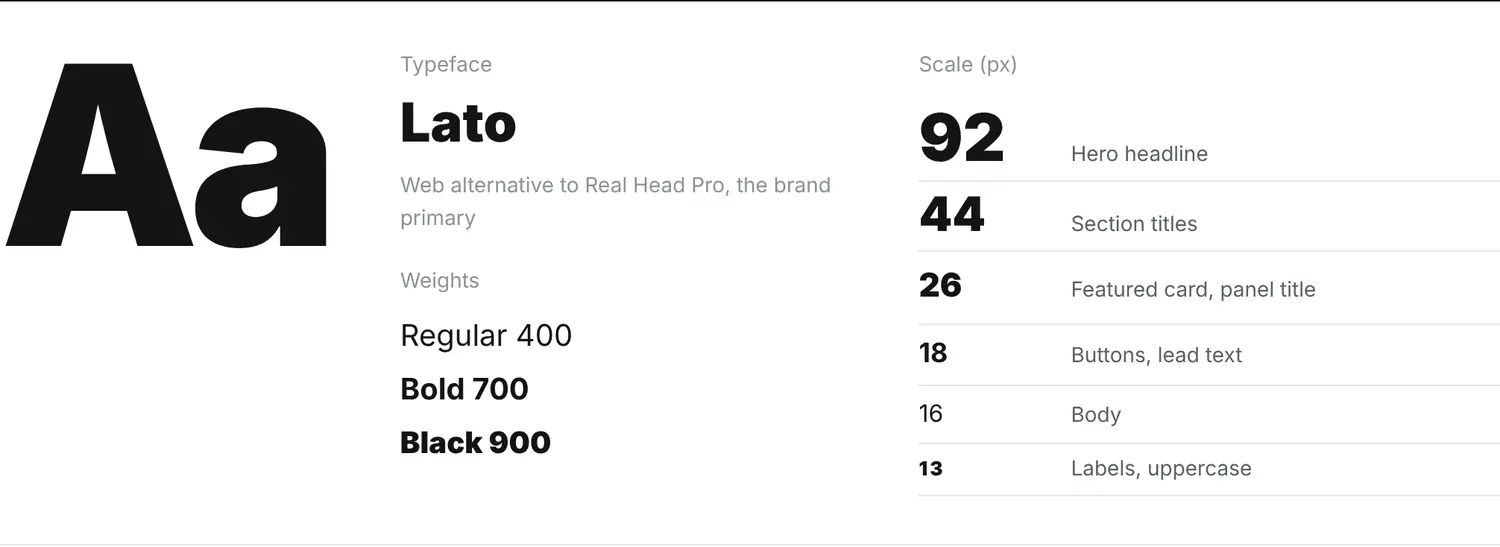 Aa
Typeface
Lato
Web alternative to Real Head Pro, the brand
primary
Weights
Regular 400
Bold 700
Black 900
Scale (px)
92 Hero headline
44 Section titles
26 Featured card, panel title
18 Buttons, lead text
16 Body
13 Labels, uppercase